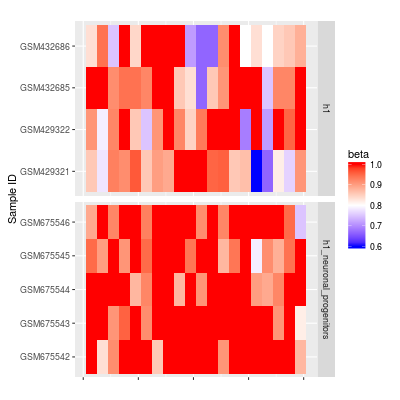 Sample ID
GSM432686
GSM432685
GSM429322
GSM429321
h1
GSM675546
GSM675545
GSM675544
GSM675543
GSM675542
h1_neuronal_progenitors
beta
1.0
0.9
0.8
0.7
0.6